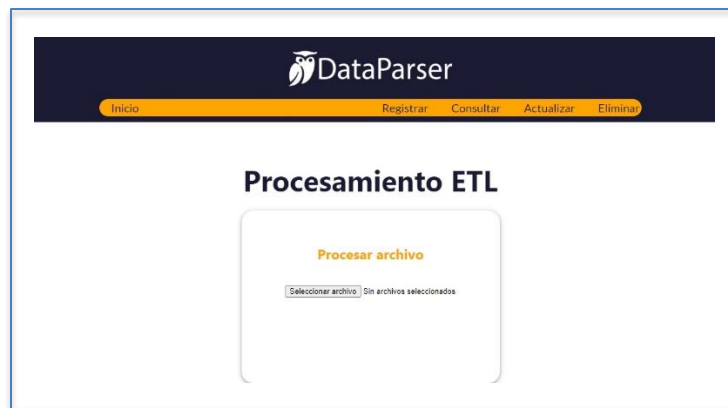 DataParser
Inicio Registrar Consultar Actualizar Eliminar
Procesamiento ETL
Procesar archivo
Seleccionar archivo Sin archivos seleccionados